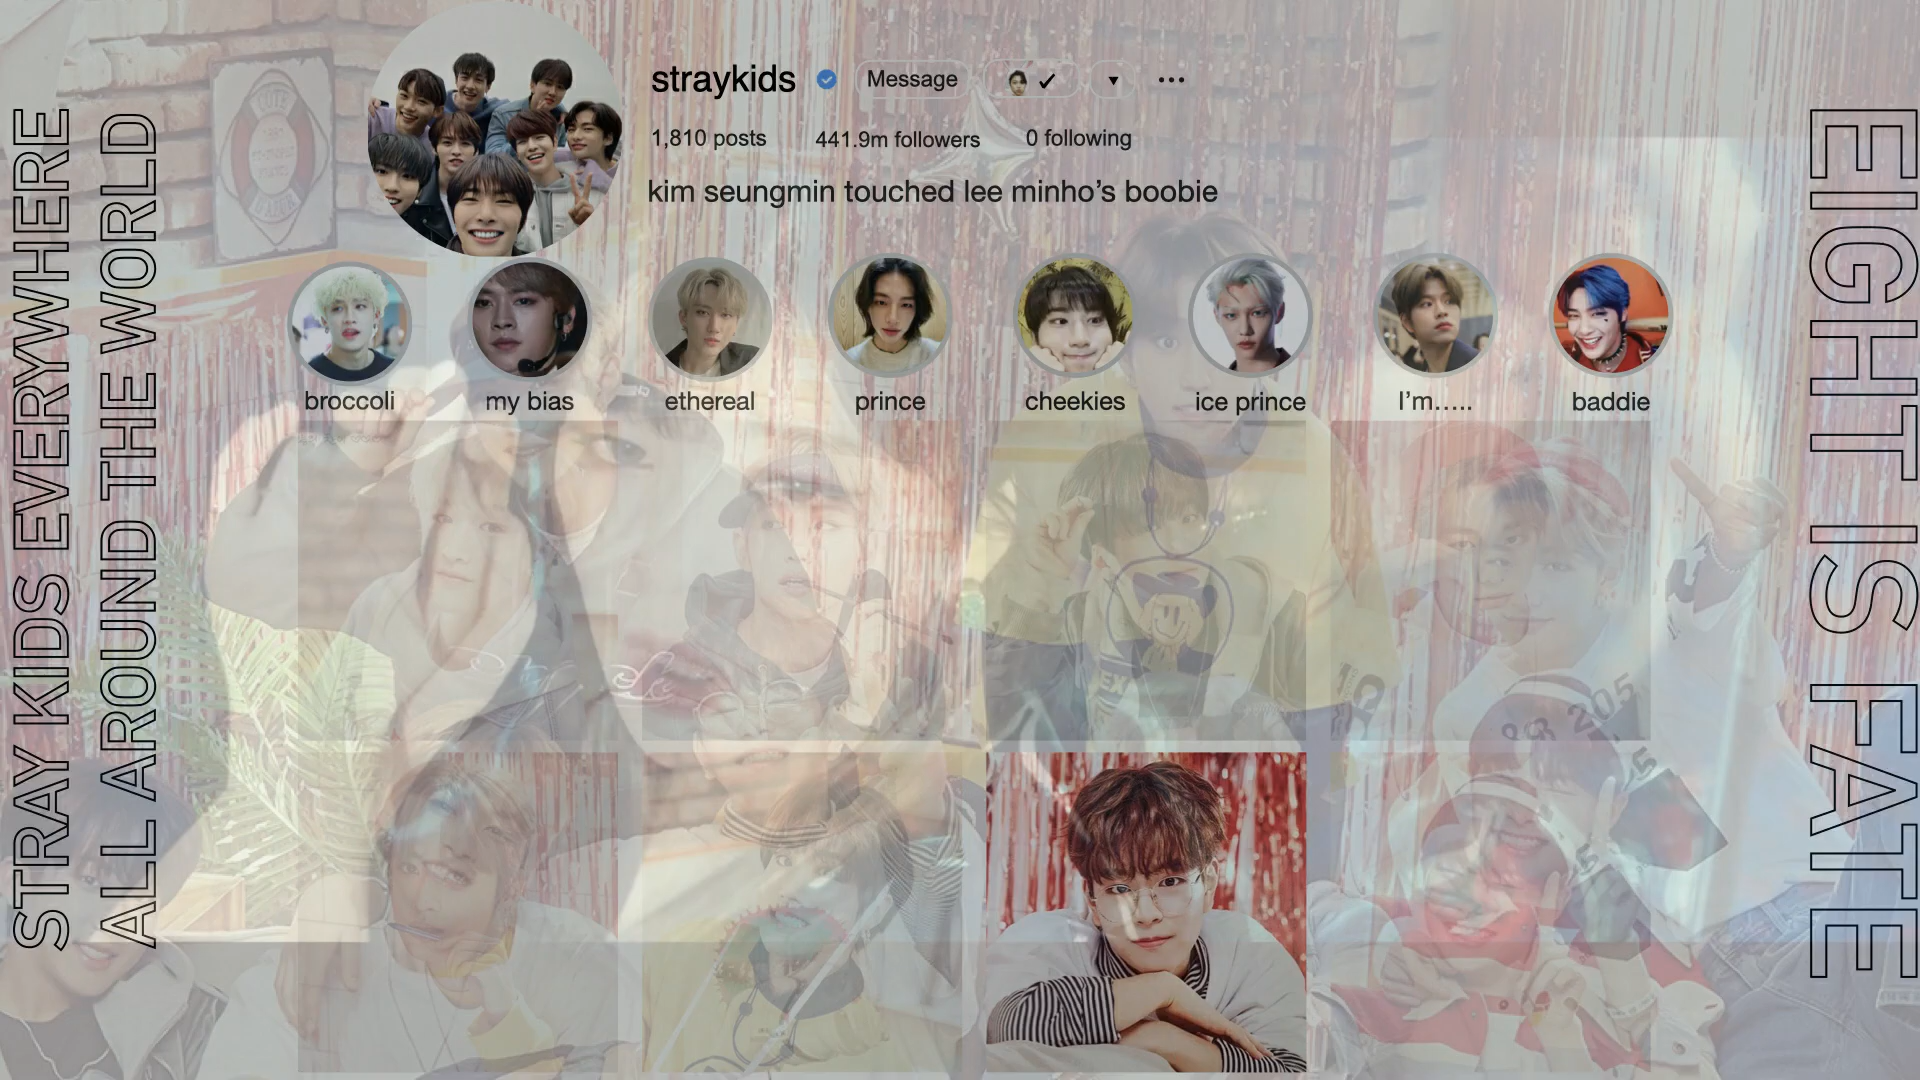 straykids
Message
1,810 posts
441.9m followers
0 following
kim seungmin touched lee minho’s boobie
broccoli
my bias
ethereal
prince
cheekies
ice prince
I’m.....
baddie
STRAY KIDS EVERYWHERE
ALL AROUND THE WORLD
EIGHT IS FATE